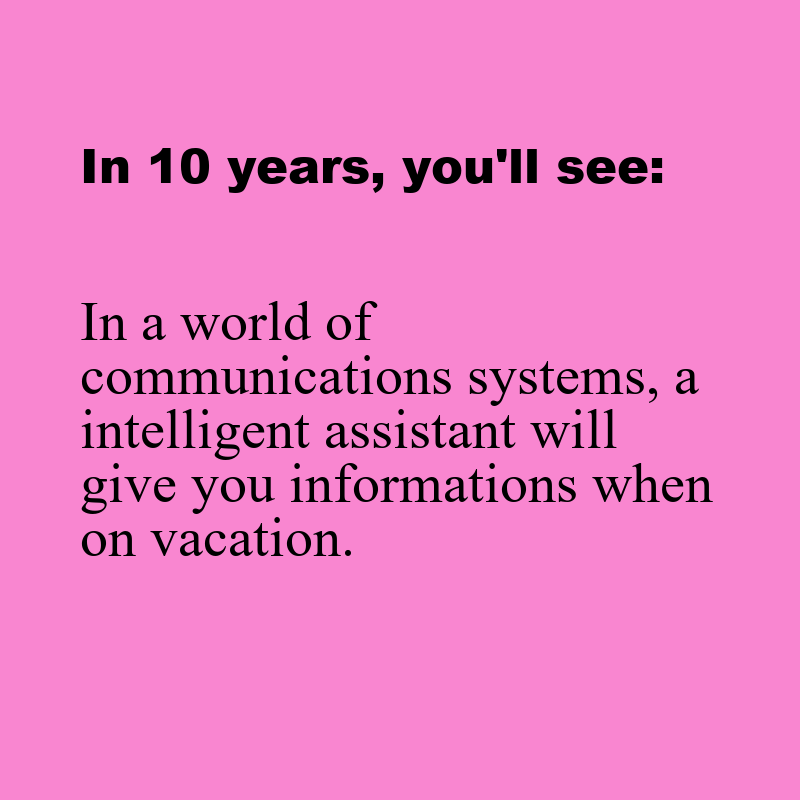 In 10 years, you'll see:
In a world of
communications systems, a
intelligent assistant will
give you informations when
on vacation.